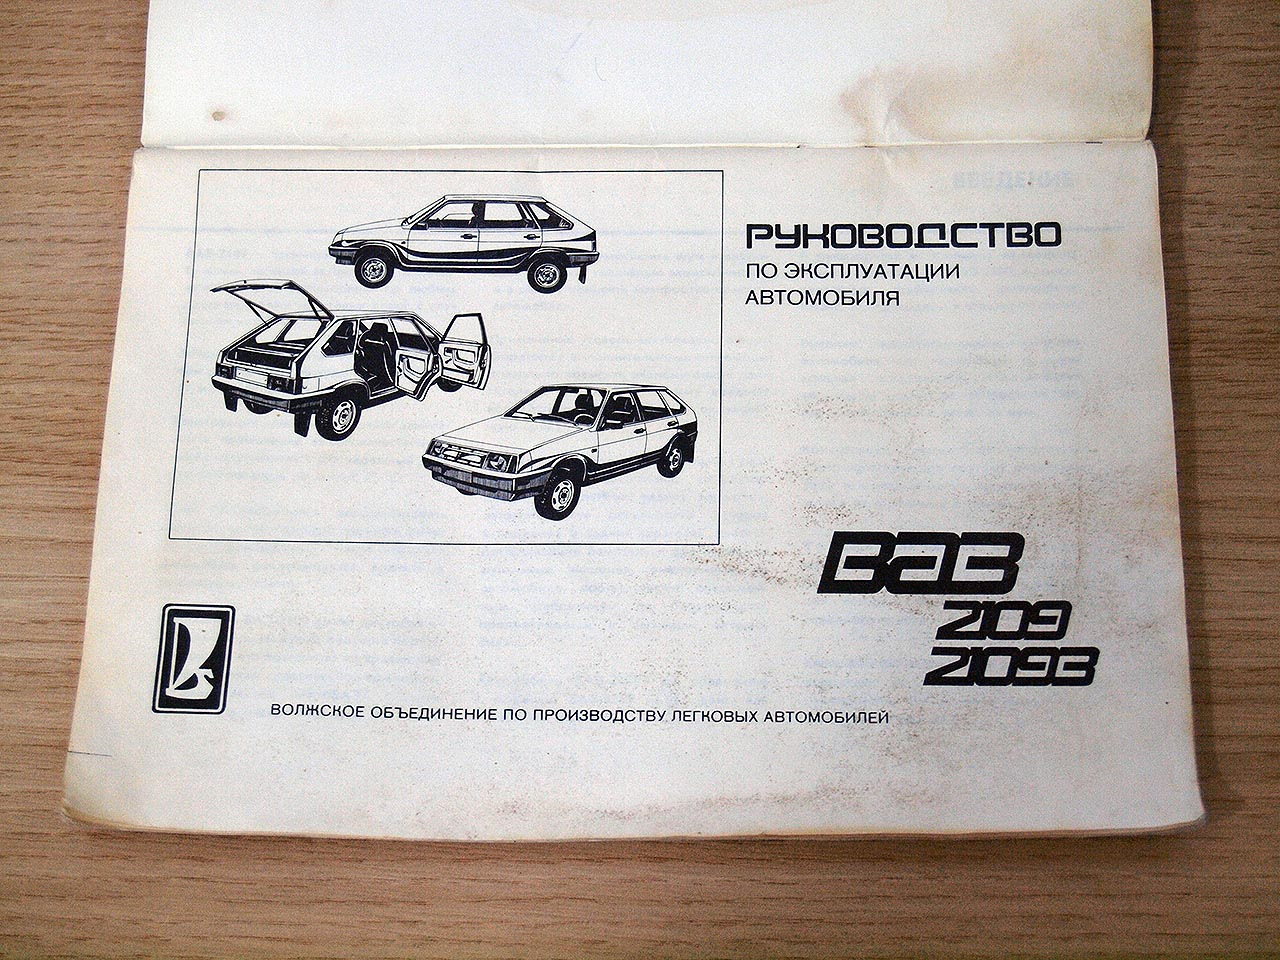 РУКОВОДСТВО
ПО ЭКСПЛУАТАЦИИ
АВТОМОБИЛЯ
ВАЗ
2109
21093
ВОЛЖСКОЕ ОБЪЕДИНЕНИЕ ПО ПРОИЗВОДСТВУ ЛЕГКОВЫХ АВТОМОБИЛЕЙ